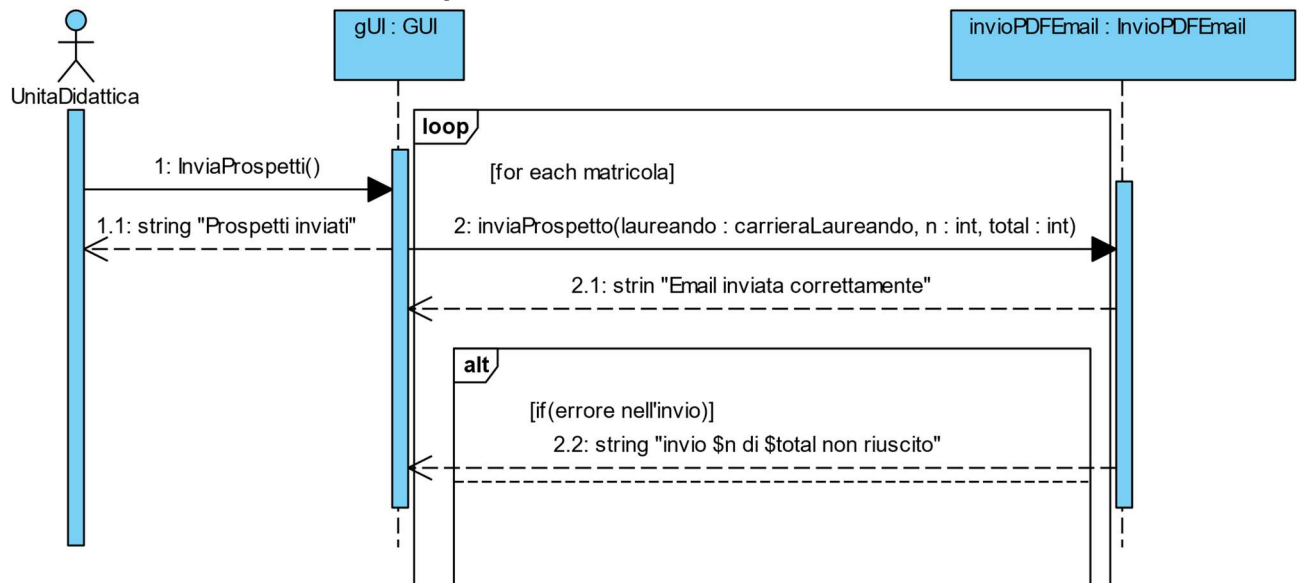 gUI : GUI
invioPDFEmail : InvioPDFEmail
UnitaDidattica
loop
1: InviaProspetti()
[for each matricola]
1.1: string "Prospetti inviati"
2: inviaProspetto(laureando : carrieraLaureando, n : int, total : int)
2.1: strin "Email inviata correttamente"
alt
[if(errore nell'invio)]
2.2: string "invio $n di $total non riuscito"